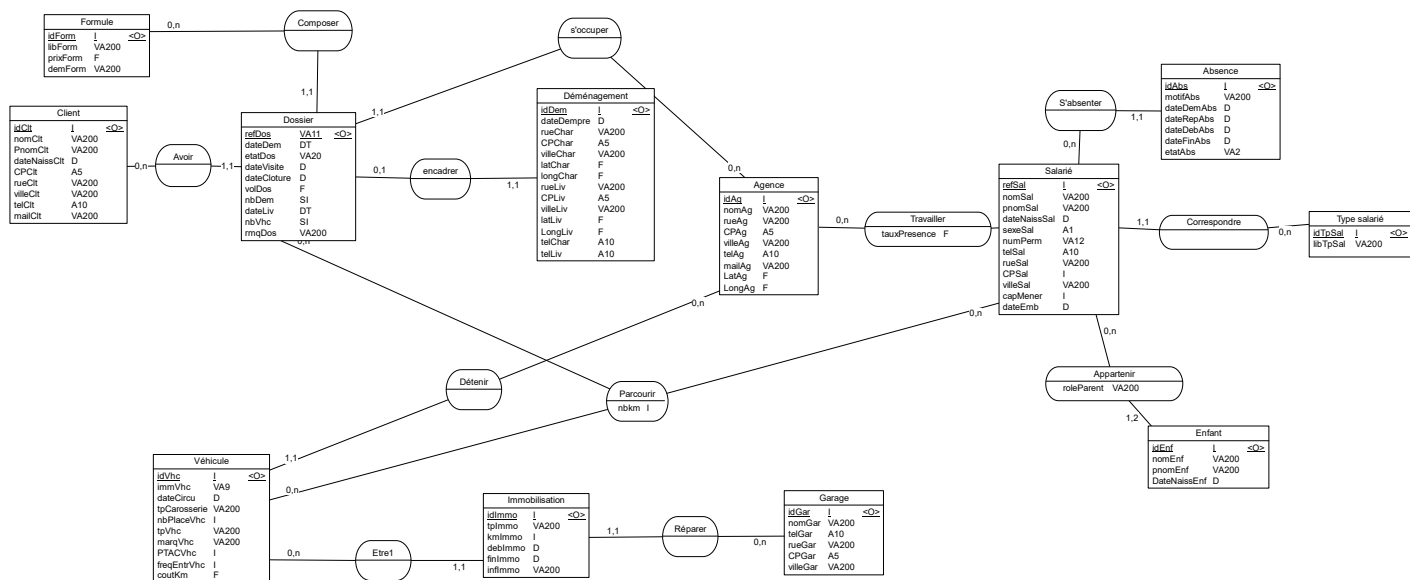 Formule
idForm I <O>
libForm VA200
prixForm F
demForm VA200
0,n
Composer
1,1
s'occuper
1,1
0,n
Client
idClt I <O>
nomClt VA200
PnomClt VA200
dateNaissClt D
CPClt A5
rueClt VA200
villeClt VA200
telClt A10
mailClt VA200
0,n
Avoir
1,1
Dossier
refDos VA11 <O>
dateDem DT
etatDos VA20
dateVisite D
dateCloture D
volDos F
nbDem SI
dateLiv DT
nbVhc SI
rmqDos VA200
0,n
0,1
encadrer
1,1
Déménagement
idDem I <O>
dateDempre D
rueChar VA200
CPChar A5
villeChar VA200
latChar F
longChar F
rueLiv VA200
CPLiv A5
villeLiv VA200
latLiv F
LongLiv F
telChar A10
telLiv A10
Agence
idAg I <O>
nomAg VA200
rueAg VA200
CPAg A5
villeAg VA200
telAg A10
mailAg VA200
LatAg F
LongAg F
0,n
0,n
Travailler
tauxPresence F
Absence
idAbs I <O>
motifAbs VA200
dateDemAbs D
dateRepAbs D
dateDebAbs D
dateFinAbs D
etatAbs VA2
S'absenter
1,1
0,n
Salarié
refSal I <O>
nomSal VA200
pnomSal VA200
dateNaissSal D
sexeSal A1
numPerm VA12
telSal A10
rueSal VA200
CPSal I
villeSal VA200
capMener I
dateEmb D
1,1
Correspondre
0,n
Type salarié
idTpSal I <O>
libTpSal VA200
0,n
0,n
Appartenir
roleParent VA200
1,2
Enfant
idEnf I <O>
nomEnf VA200
pnomEnf VA200
DateNaissEnf D
Détenir
1,1
Parcourir
nbkm I
0,n
Véhicule
idVhc I <O>
immVhc VA9
dateCircu D
tpCarosserie VA200
nbPlaceVhc I
tpVhc VA200
marqVhc VA200
PTACVhc I
freqEntrVhc I
coutKm F
0,n
Etre1
1,1
Immobilisation
idImmo I <O>
tpImmo VA200
kmImmo I
debImmo D
finImmo D
infImmo VA200
1,1
Réparer
0,n
Garage
idGar I <O>
nomGar VA200
telGar A10
rueGar VA200
CPGar A5
villeGar VA200